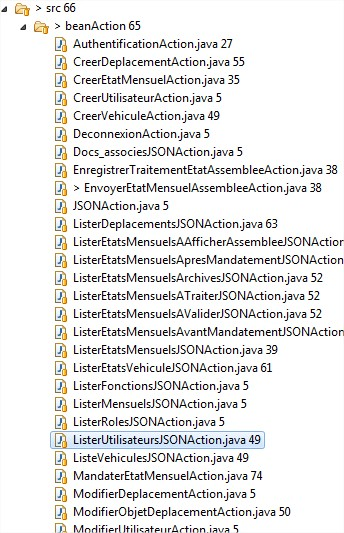 > src 66
> beanAction 65
AuthentificationAction.java 27
CreerDeplacementAction.java 55
CreerEtatMensuelAction.java 35
CreerUtilisateurAction.java 5
CreerVehiculeAction.java 49
DeconnexionAction.java 5
Docs_associesJSONAction.java 5
EnregistrerTraitementEtatAssembleeAction.java 38
> EnvoyerEtatMensuelAssembleeAction.java 38
JSONAction.java 5
ListerDeplacementsJSONAction.java 63
ListerEtatsMensuelsAAfficherAssembleeJSONAction
ListerEtatsMensuelsApresMandatementJSONAction
ListerEtatsMensuelsArchivesJSONAction.java 52
ListerEtatsMensuelsATraiterJSONAction.java 52
ListerEtatsMensuelsAValiderJSONAction.java 52
ListerEtatsMensuelsAvantMandatementJSONAction
ListerEtatsMensuelsJSONAction.java 39
ListerEtatsVehiculeJSONAction.java 61
ListerFonctionsJSONAction.java 5
ListerMensuelsJSONAction.java 5
ListerRolesJSONAction.java 5
ListerUtilisateursJSONAction.java 49
ListeVehiculesJSONAction.java 49
MandaterEtatMensuelAction.java 74
ModifierDeplacementAction.java 5
ModifierObjetDeplacementAction.java 50
ModifierUtilisateurAction.java 5